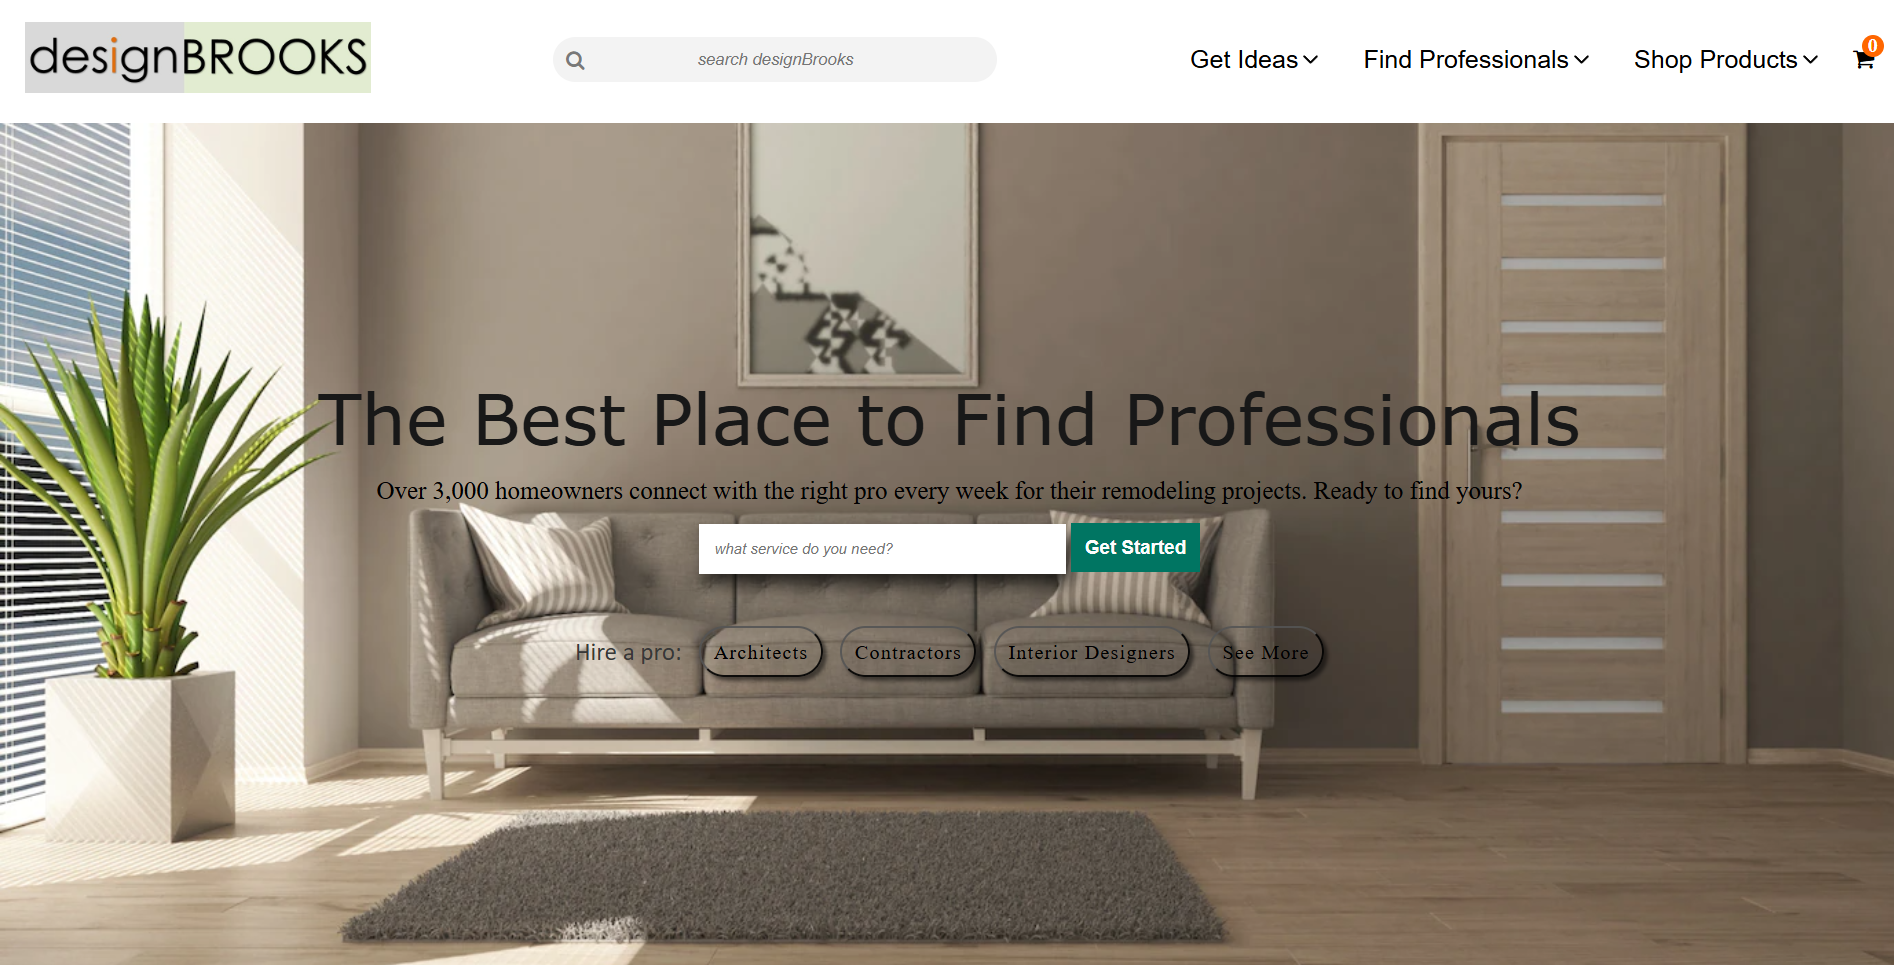 designBROOKS
search designBrooks
Get Ideas
Find Professionals
Shop Products
0
The Best Place to Find Professionals
Over 3,000 homeowners connect with the right pro every week for their remodeling projects. Ready to find yours?
what service do you need?
Get Started
Hire a pro:
Architects
Contractors
Interior Designers
See More